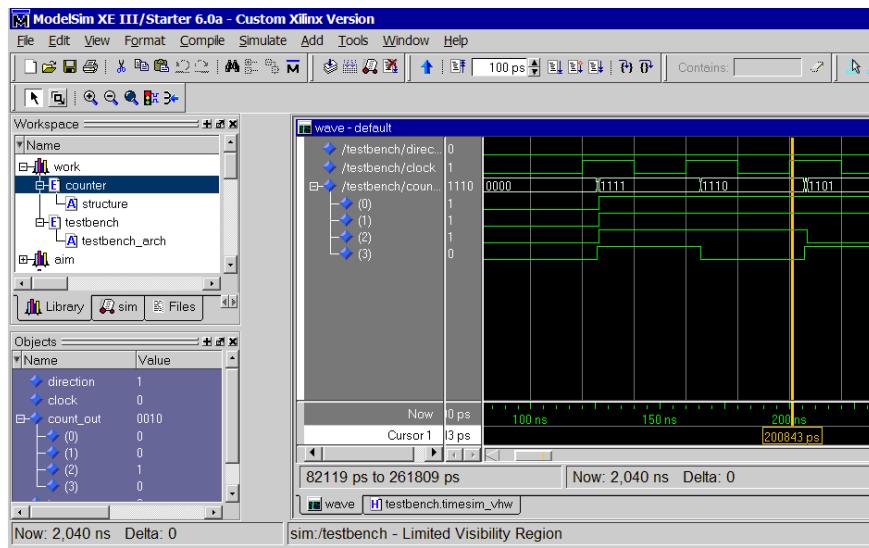 ModelSim XE III/Starter 6.0a - Custom Xilinx Version
File Edit View Format Compile Simulate Add Tools Window Help
100 ps Contains:
Workspace
Name
work
counter
structure
testbench
testbench_arch
aim
Library sim Files
Objects
Name Value
direction 1
clock 0
count_out 0010
(0) 0
(1) 0
(2) 1
(3) 0
wave - default
/testbench/direc... 0
/testbench/clock 1
/testbench/coun... 1110 0000 1111 1110 1101
(0) 1
(1) 1
(2) 1
(3) 0
Now 0 ps 100 ns 150 ns 200 ns
Cursor 1 3 ps 200843 ps
82119 ps to 261809 ps Now: 2,040 ns Delta: 0
wave testbench.timesim_vhw
Now: 2,040 ns Delta: 0 sim:/testbench - Limited Visibility Region